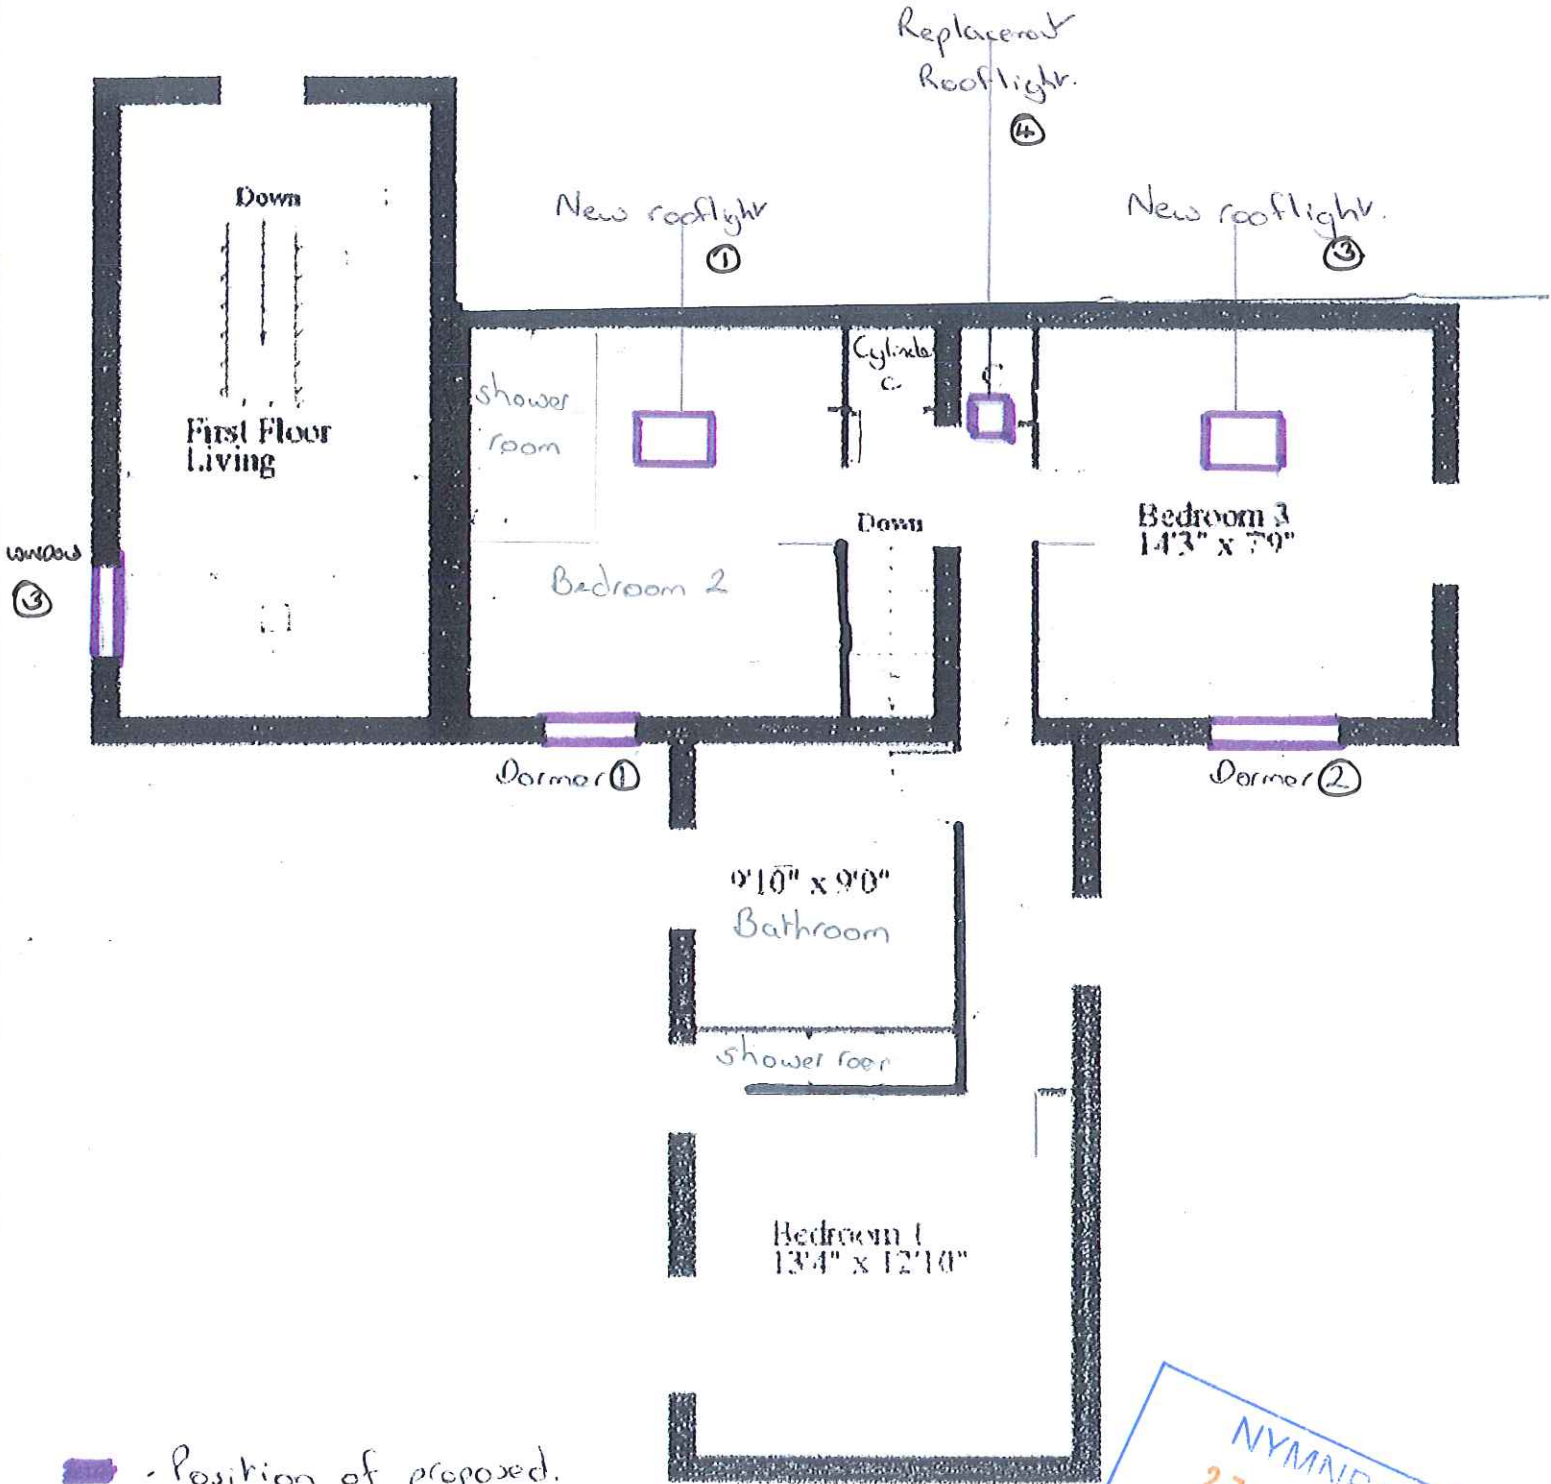 Replacement
Rooflight.
④
New rooflight
①
New rooflight.
③
Down
First Floor
Living
shower
room
Cylinder
C
C
Down
Bedroom 2
Bedroom 3
14'3" x 7'9"
WINDOW
③
Dormer ①
Dormer ②
9'10" x 9'0"
Bathroom
shower room
Bedroom 1
13'4" x 12'10"
- Position of proposed.